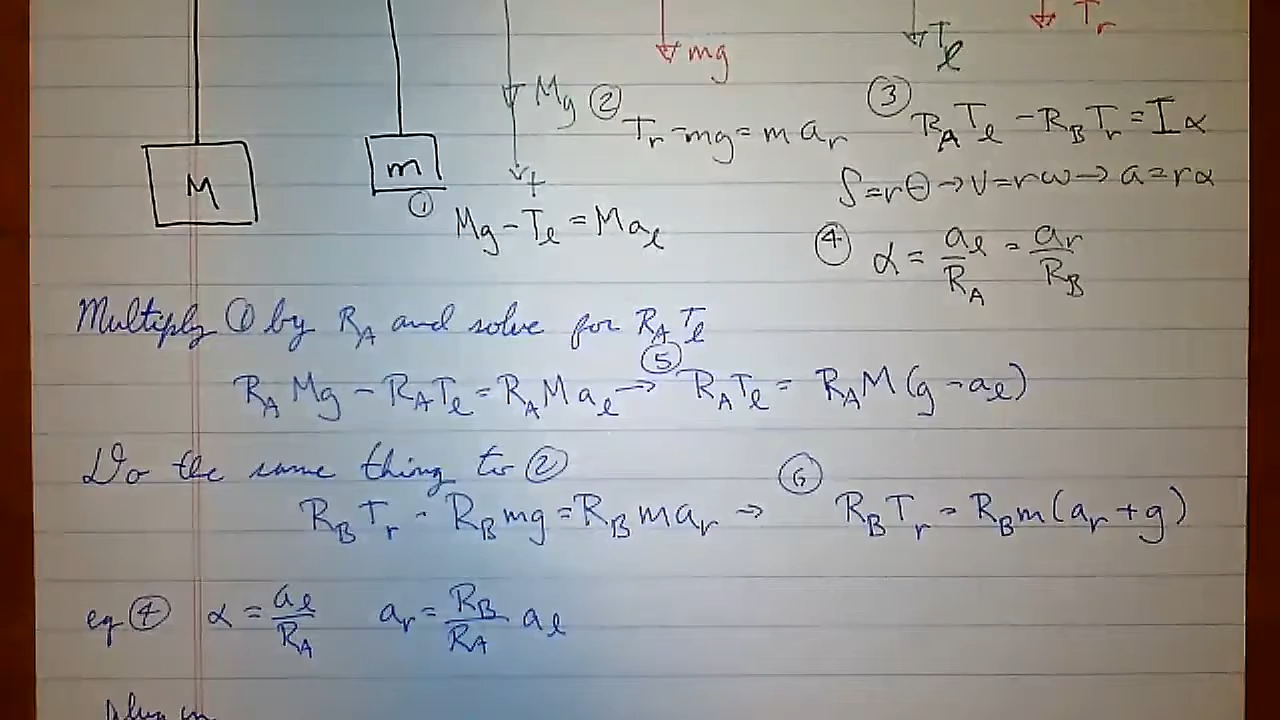 mg
T_l
T_r
Mg
② T_r - mg = m a_r
③ R_A T_l - R_B T_r = I α
M
m
+
S = rθ → v = rω → a = rα
① Mg - T_l = M a_l
④ α = a_l/R_A = a_r/R_B
Multiply ① by R_A and solve for R_A T_l
R_A Mg - R_A T_l = R_A M a_l → ⑤ R_A T_l = R_A M (g - a_l)
Do the same thing to ②
R_B T_r - R_B mg = R_B m a_r → ⑥ R_B T_r = R_B m (a_r + g)
eq ④ α = a_l/R_A a_r = R_B/R_A a_l
Plug in